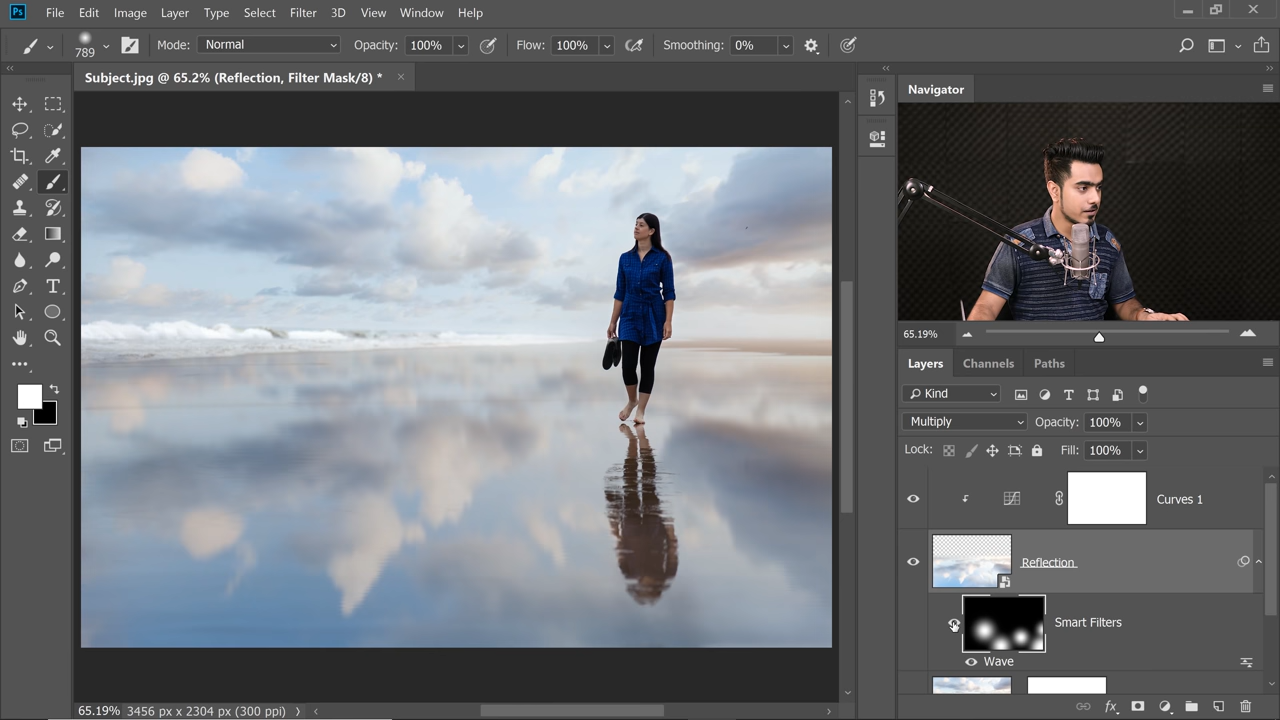 Ps File Edit Image Layer Type Select Filter 3D View Window Help
789 Mode: Normal Opacity: 100% Flow: 100% Smoothing: 0%
Subject.jpg @ 65.2% (Reflection, Filter Mask/8) *
Navigator
65.19%
Layers Channels Paths
Kind
Multiply Opacity: 100%
Lock: Fill: 100%
Curves 1
Reflection
Smart Filters
Wave
65.19% 3456 px x 2304 px (300 ppi)